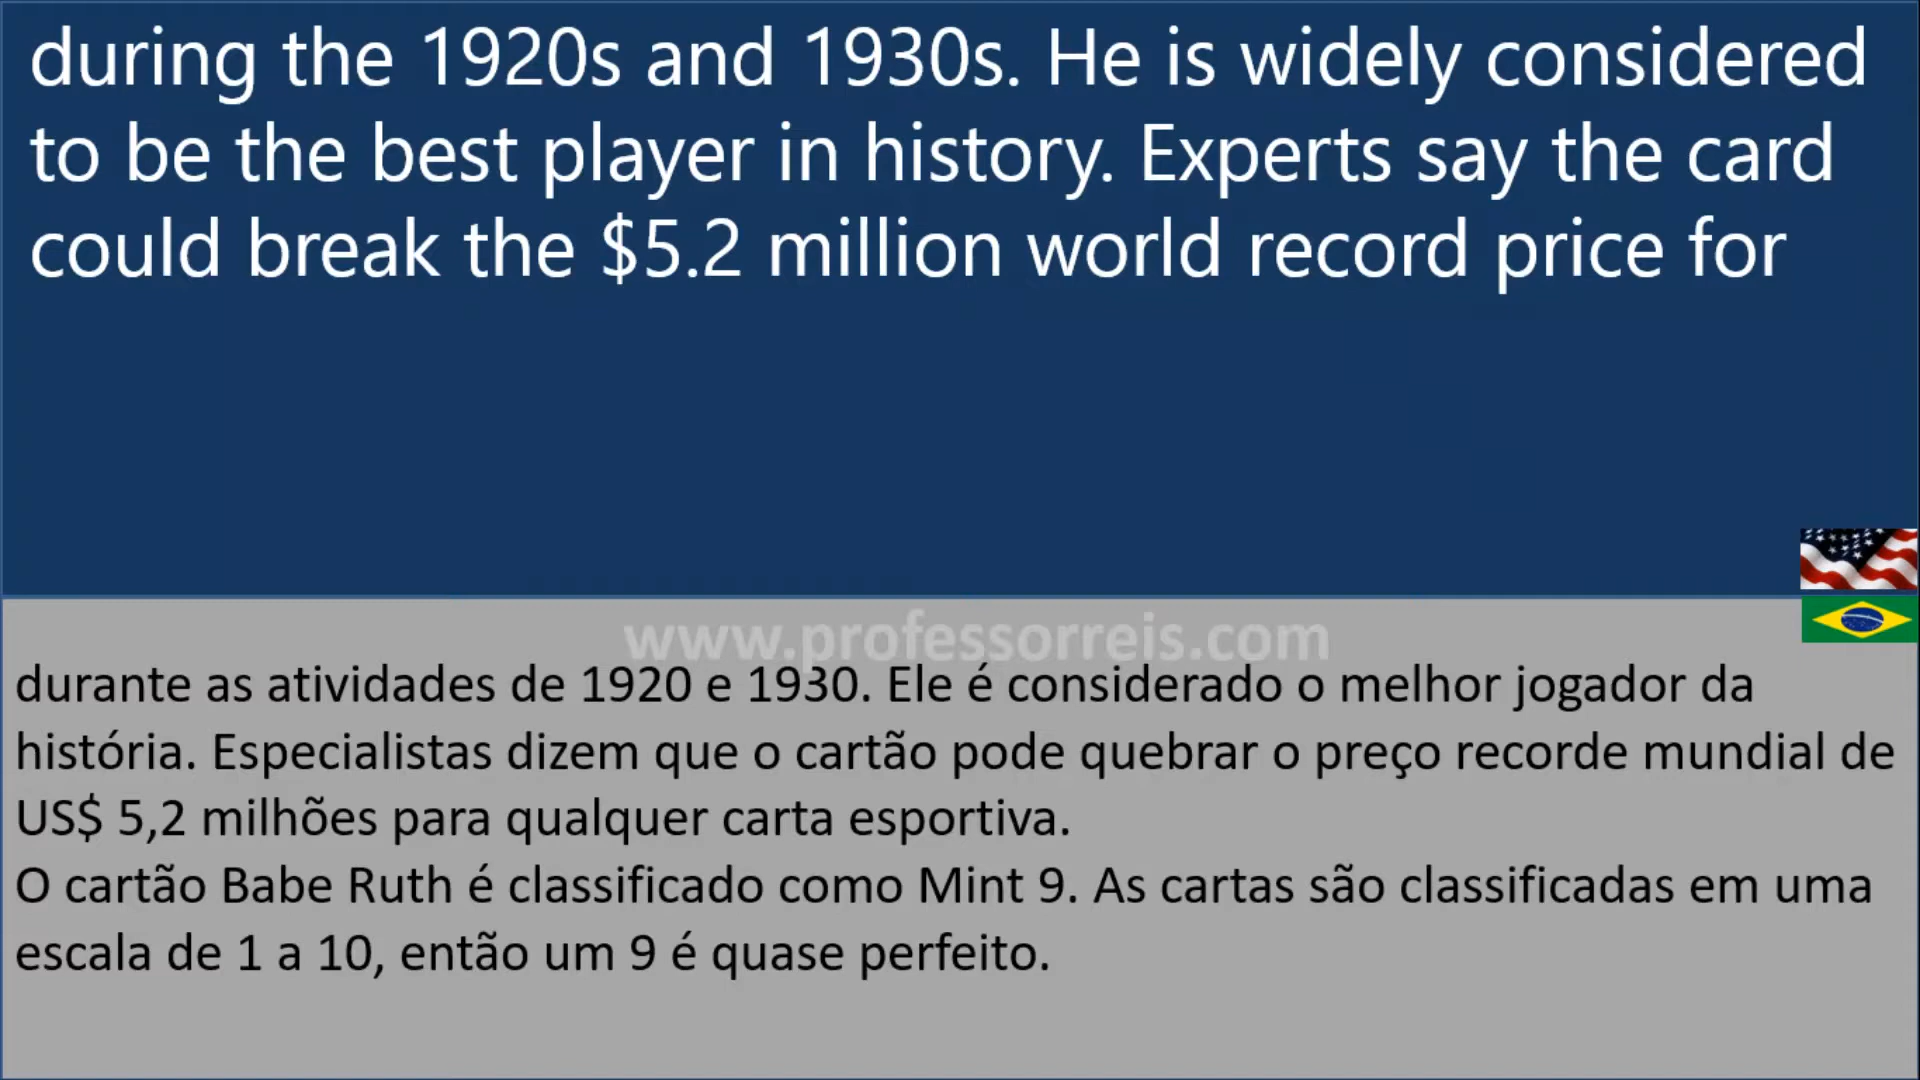 during the 1920s and 1930s. He is widely considered
to be the best player in history. Experts say the card
could break the $5.2 million world record price for
www.professorreis.com
durante as atividades de 1920 e 1930. Ele é considerado o melhor jogador da
história. Especialistas dizem que o cartão pode quebrar o preço recorde mundial de
US$ 5,2 milhões para qualquer carta esportiva.
O cartão Babe Ruth é classificado como Mint 9. As cartas são classificadas em uma
escala de 1 a 10, então um 9 é quase perfeito.